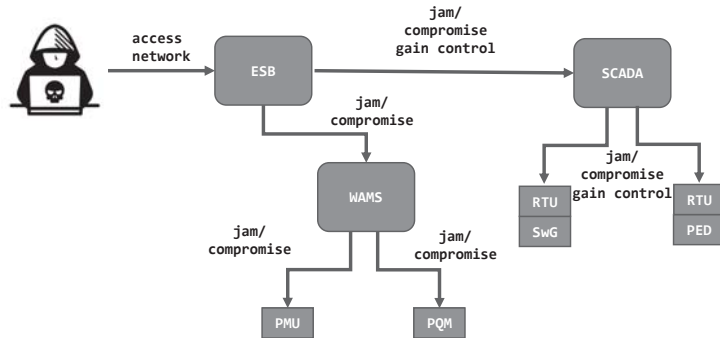 access
network
ESB
jam/
compromise
gain control
SCADA
jam/
compromise
WAMS
jam/
compromise
gain control
RTU
SwG
RTU
PED
jam/
compromise
jam/
compromise
PMU
PQM